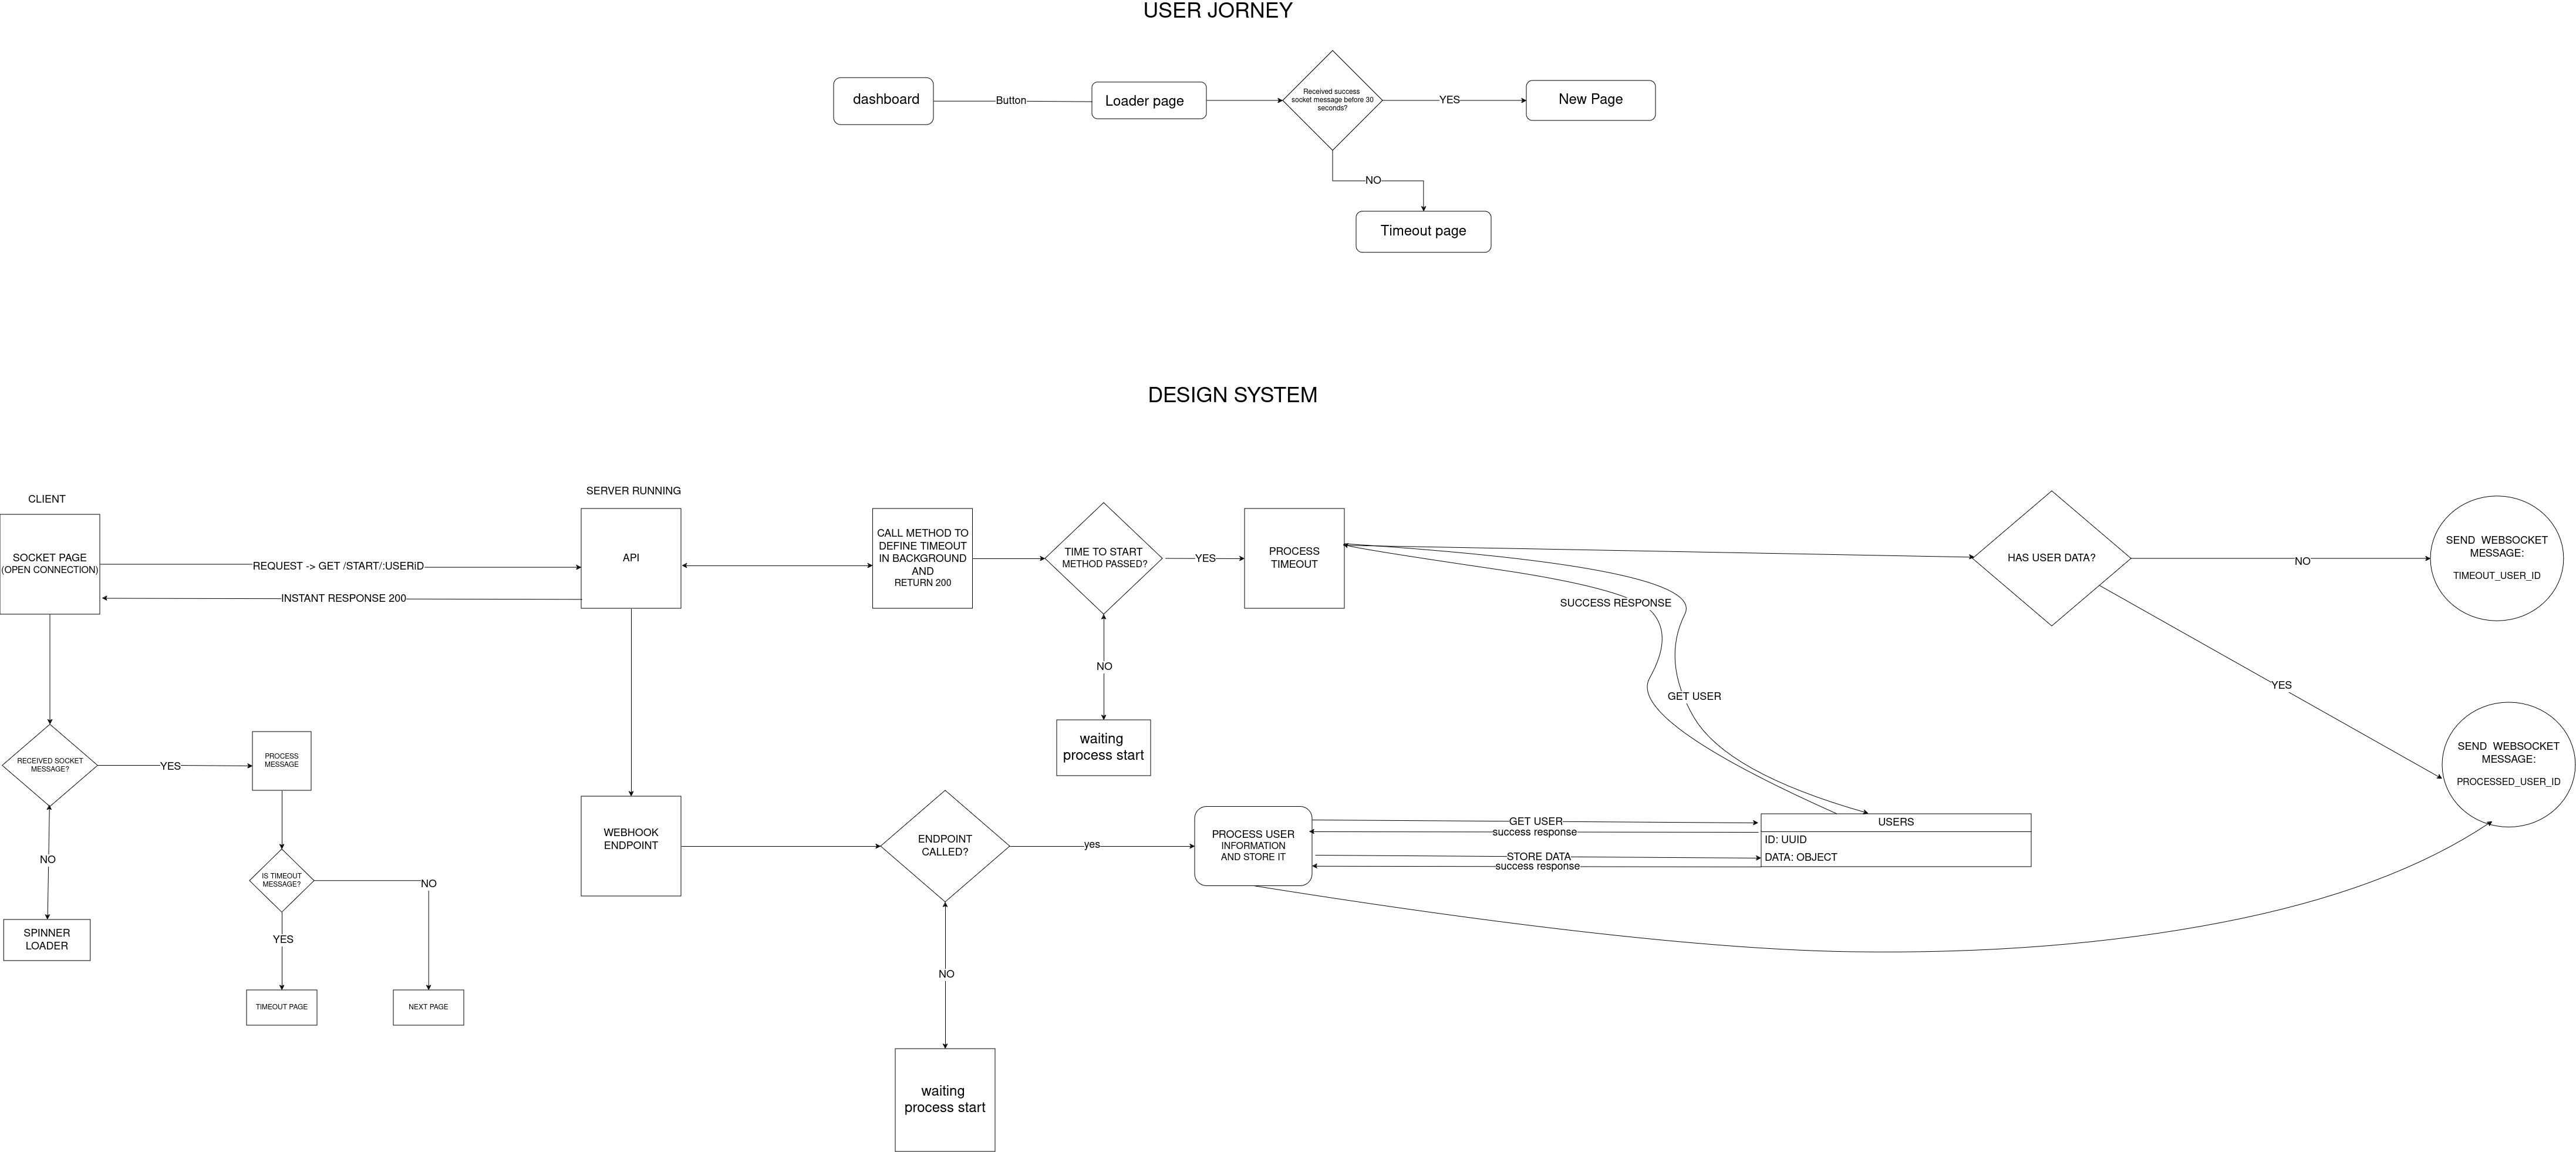 USER JORNEY
dashboard
Button
Loader page
Received success
socket message before 30
seconds?
YES
New Page
NO
Timeout page
DESIGN SYSTEM
CLIENT
SOCKET PAGE
(OPEN CONNECTION)
REQUEST -> GET /START/:USERiD
INSTANT RESPONSE 200
SERVER RUNNING
API
CALL METHOD TO
DEFINE TIMEOUT
IN BACKGROUND
AND
RETURN 200
TIME TO START
METHOD PASSED?
YES
PROCESS
TIMEOUT
NO
waiting
process start
SUCCESS RESPONSE
GET USER
HAS USER DATA?
NO
SEND WEBSOCKET
MESSAGE:
TIMEOUT_USER_ID
YES
SEND WEBSOCKET
MESSAGE:
PROCESSED_USER_ID
RECEIVED SOCKET
MESSAGE?
YES
PROCESS
MESSAGE
NO
SPINNER
LOADER
IS TIMEOUT
MESSAGE?
NO
YES
TIMEOUT PAGE
NEXT PAGE
WEBHOOK
ENDPOINT
ENDPOINT
CALLED?
yes
PROCESS USER
INFORMATION
AND STORE IT
GET USER
success response
STORE DATA
success response
USERS
ID: UUID
DATA: OBJECT
NO
waiting
process start